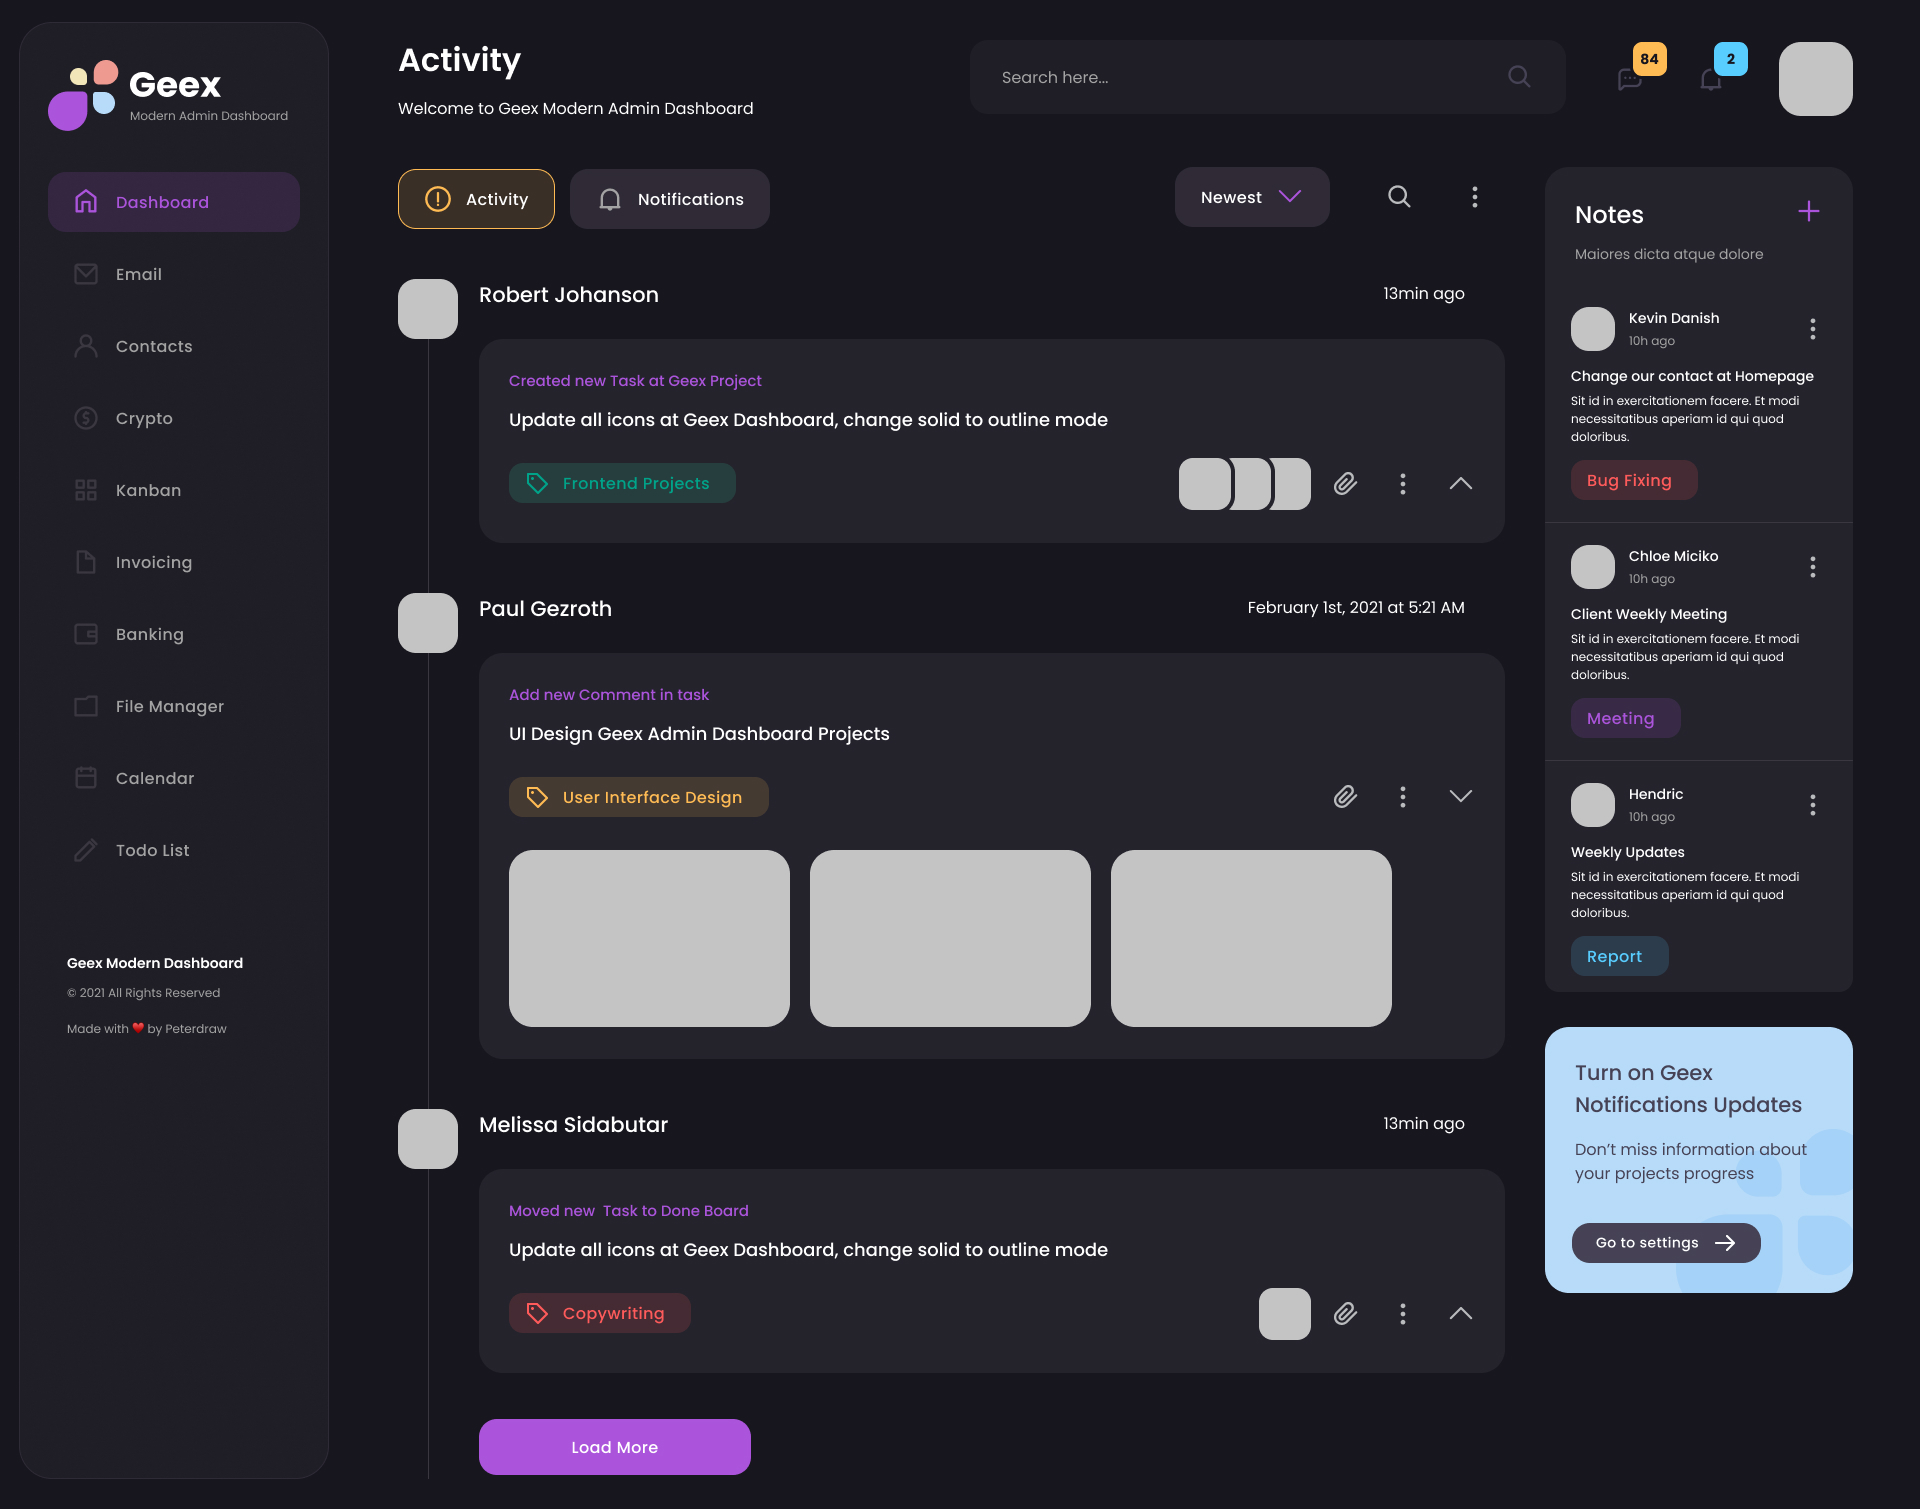 Geex
Modern Admin Dashboard
Dashboard
Email
Contacts
Crypto
Kanban
Invoicing
Banking
File Manager
Calendar
Todo List
Geex Modern Dashboard
© 2021 All Rights Reserved
Made with ❤️ by Peterdraw
Activity
Welcome to Geex Modern Admin Dashboard
Search here...
84
2
Activity
Notifications
Newest
Robert Johanson
13min ago
Created new Task at Geex Project
Update all icons at Geex Dashboard, change solid to outline mode
Frontend Projects
Paul Gezroth
February 1st, 2021 at 5:21 AM
Add new Comment in task
UI Design Geex Admin Dashboard Projects
User Interface Design
Melissa Sidabutar
13min ago
Moved new  Task to Done Board
Update all icons at Geex Dashboard, change solid to outline mode
Copywriting
Load More
Notes
Maiores dicta atque dolore
Kevin Danish
10h ago
Change our contact at Homepage
Sit id in exercitationem facere. Et modi
necessitatibus aperiam id qui quod
doloribus.
Bug Fixing
Chloe Miciko
10h ago
Client Weekly Meeting
Sit id in exercitationem facere. Et modi
necessitatibus aperiam id qui quod
doloribus.
Meeting
Hendric
10h ago
Weekly Updates
Sit id in exercitationem facere. Et modi
necessitatibus aperiam id qui quod
doloribus.
Report
Turn on Geex
Notifications Updates
Don’t miss information about
your projects progress
Go to settings